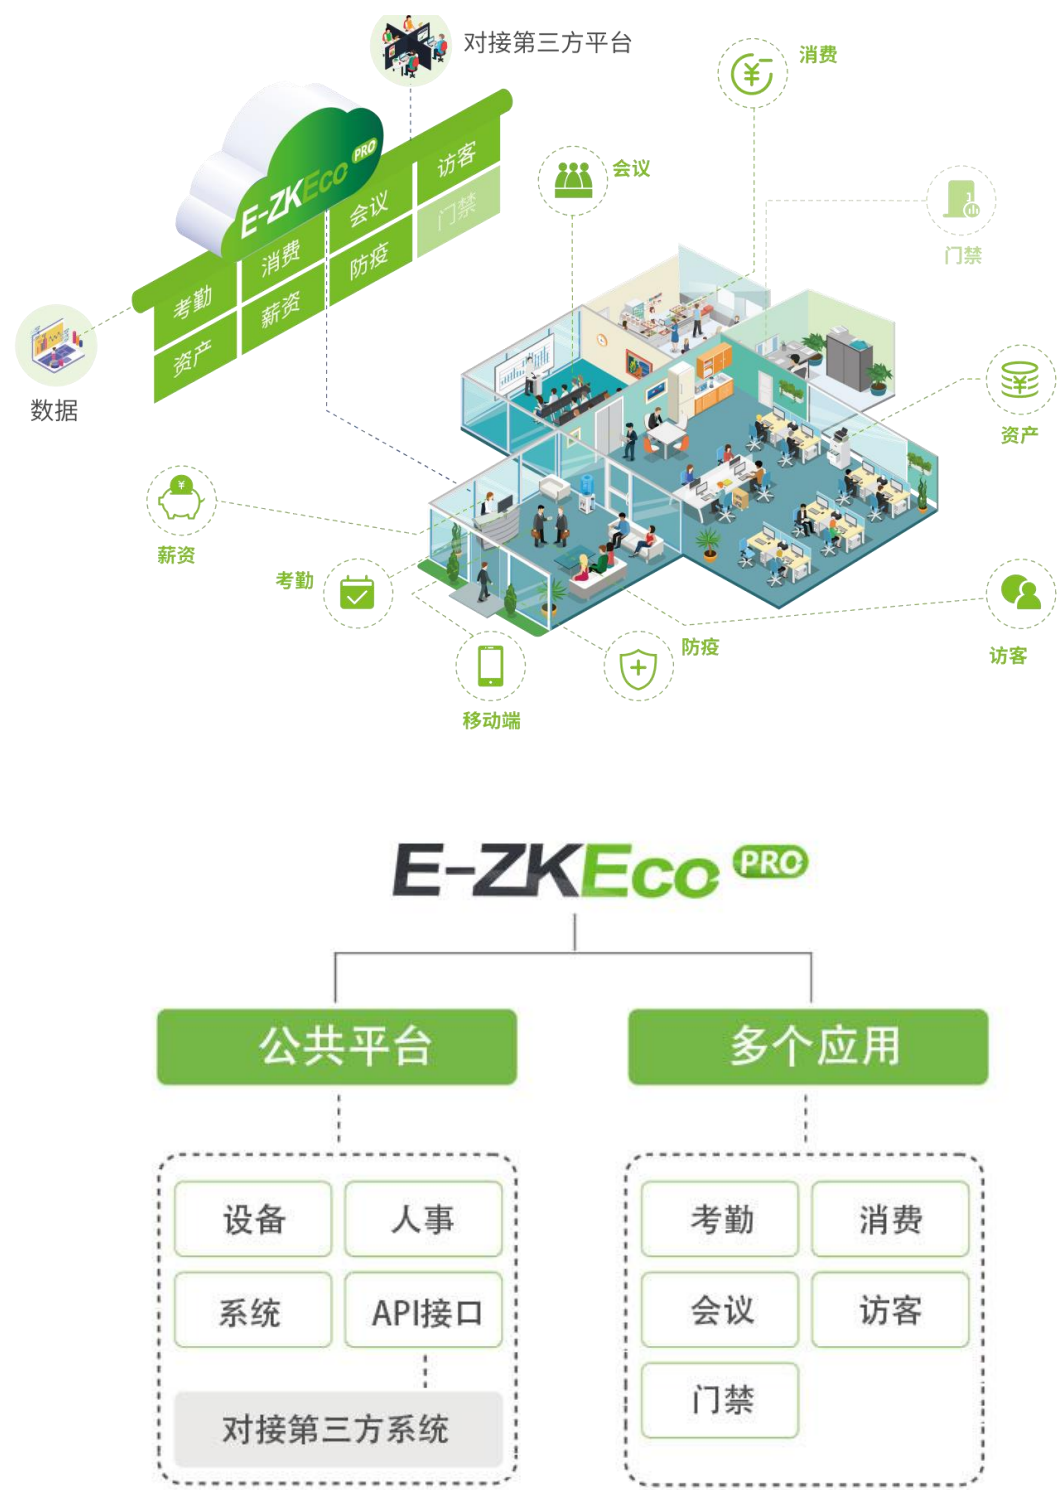 对接第三方平台
消费
会议
门禁
E-ZKEco PRO
考勤
消费
会议
访客
资产
薪资
防疫
门禁
数据
资产
薪资
考勤
移动端
防疫
访客
E-ZKEco PRO
公共平台
多个应用
设备
人事
系统
API接口
对接第三方系统
考勤
消费
会议
访客
门禁